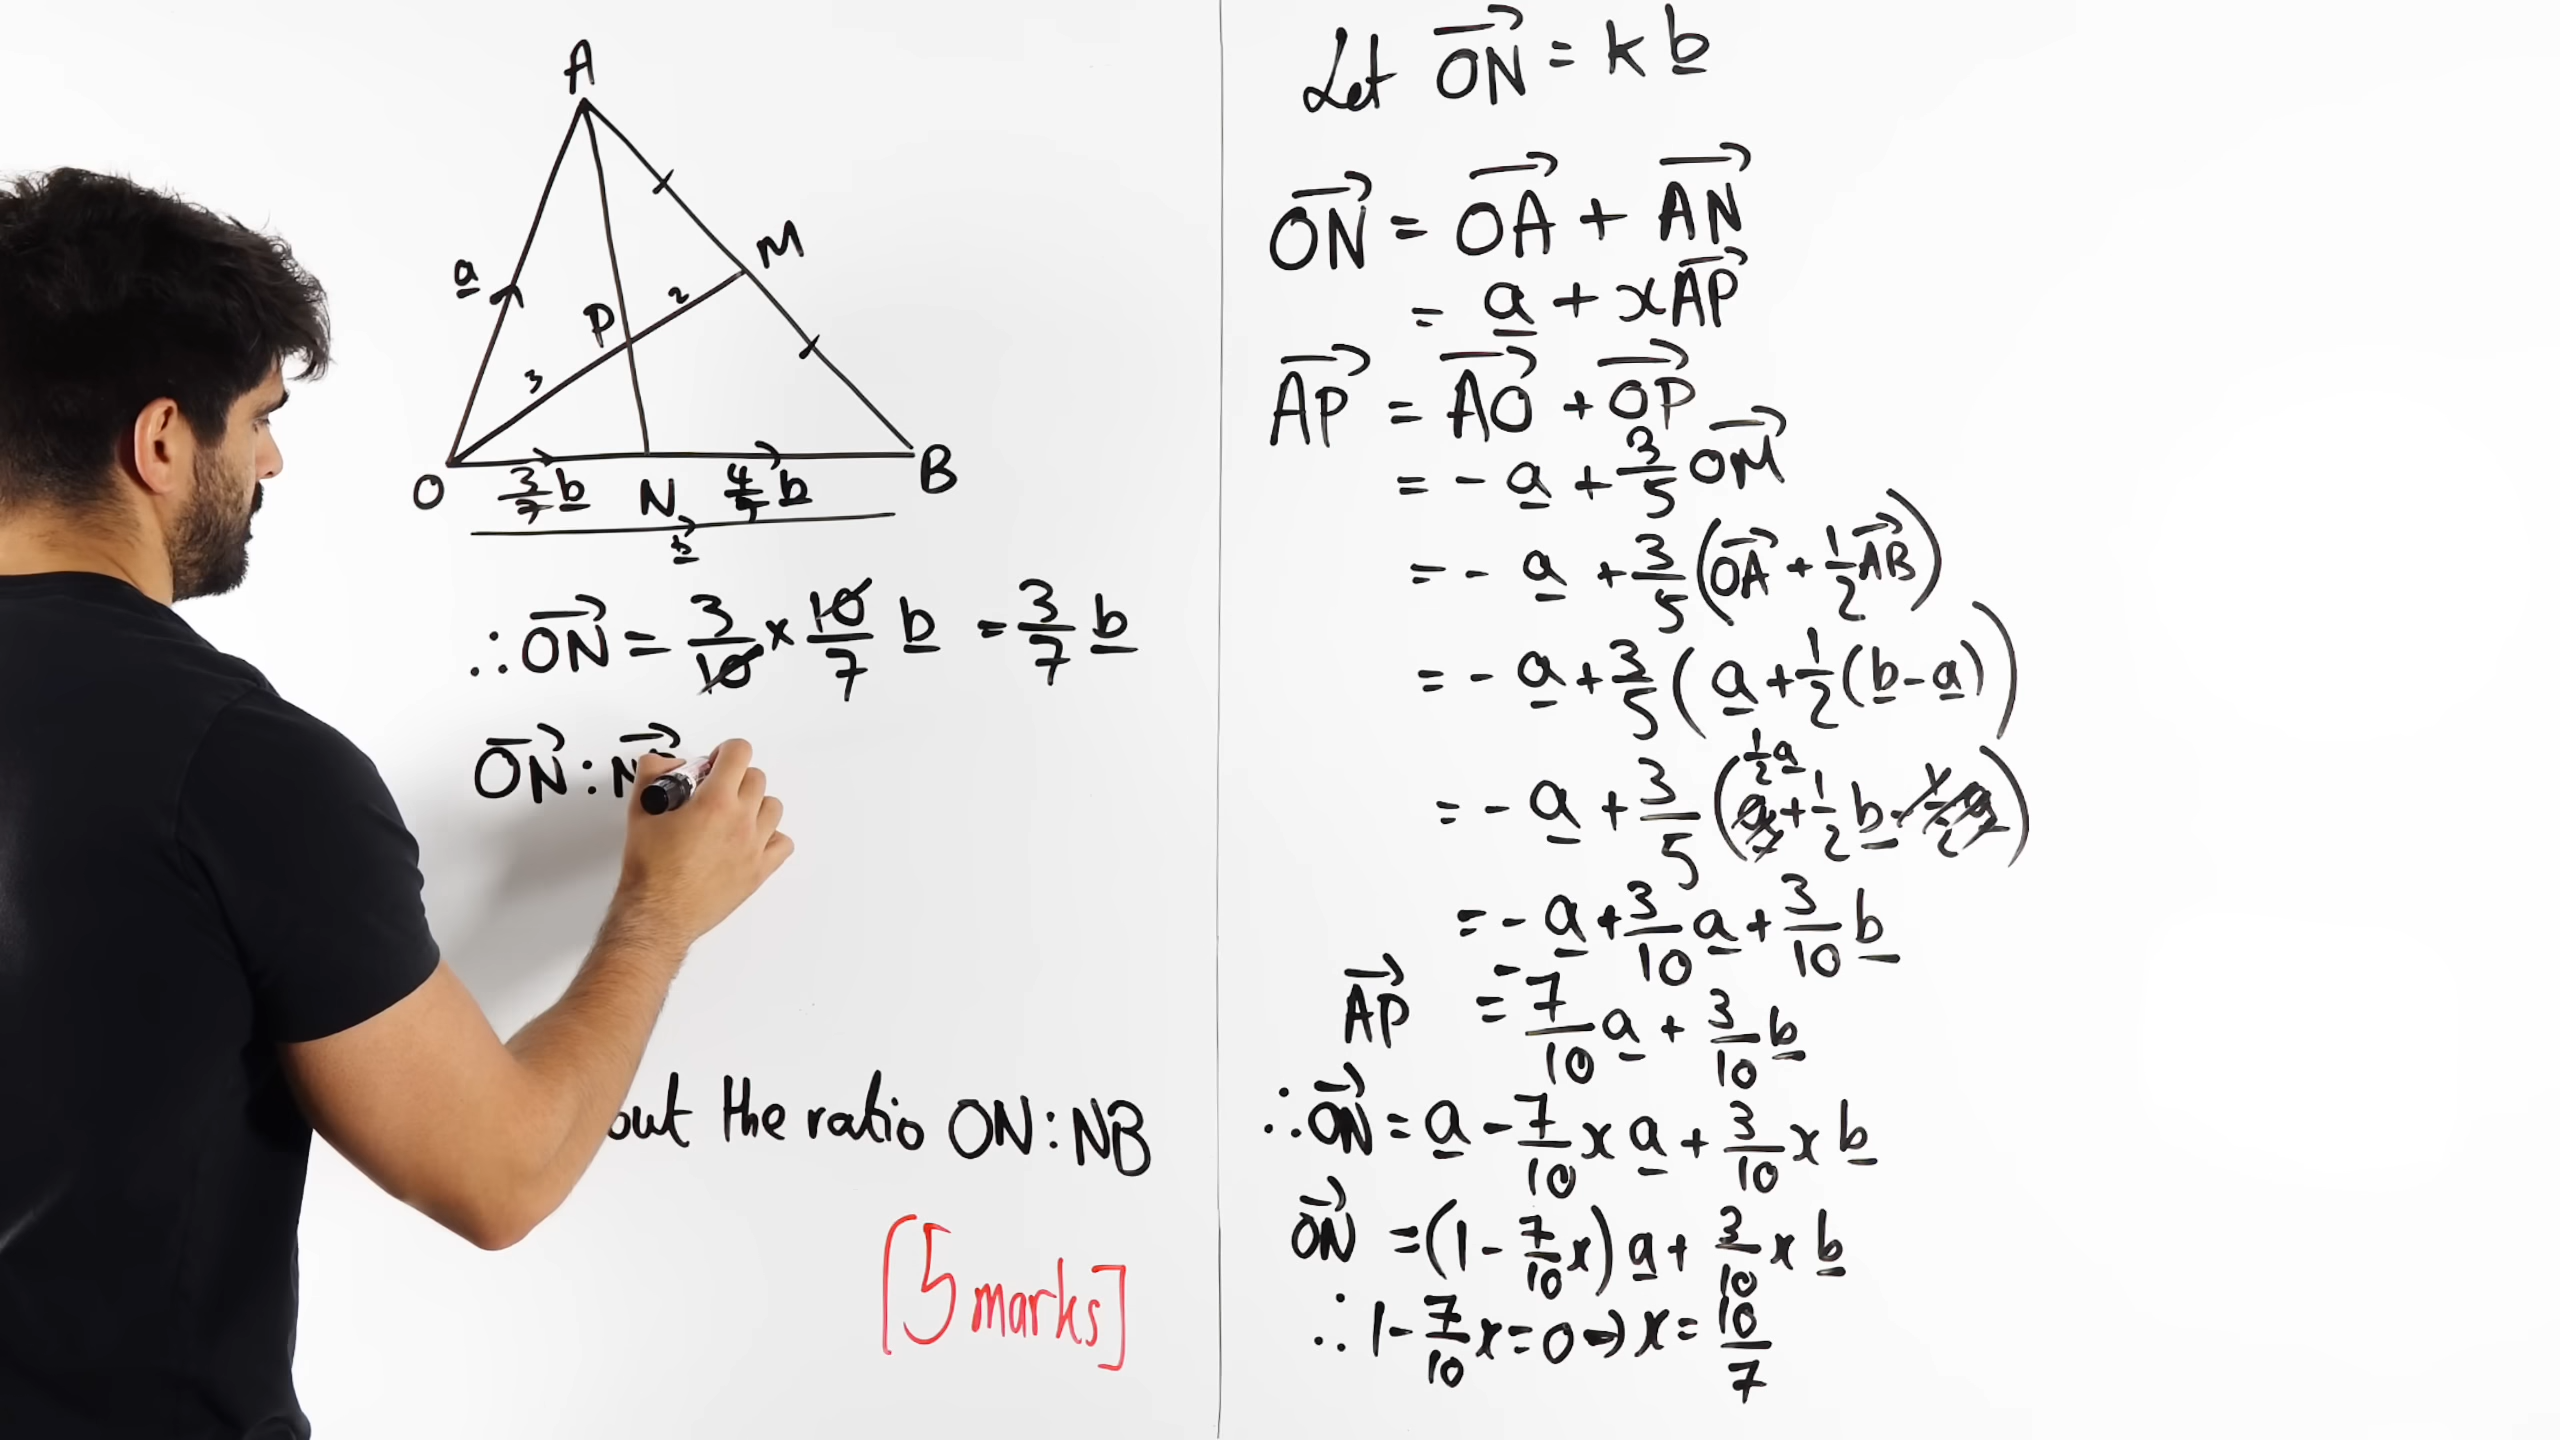 A
M
a
P
2
3
O
3/7 b
N
4/7 b
B
b
∴ ON = 3/10 × 10/7 b = 3/7 b
ON : N
out the ratio ON : NB
[5 marks]
Let ON = k b
ON = OA + AN
= a + x AP
AP = AO + OP
= - a + 3/5 OM
= - a + 3/5 (OA + 1/2 AB)
= - a + 3/5 (a + 1/2 (b - a))
= - a + 3/5 (1/2 a + 1/2 b)
= - a + 3/10 a + 3/10 b
AP = -7/10 a + 3/10 b
∴ ON = a - 7/10 x a + 3/10 x b
ON = (1 - 7/10 x) a + 3/10 x b
∴ 1 - 7/10 x = 0 ⇒ x = 10/7